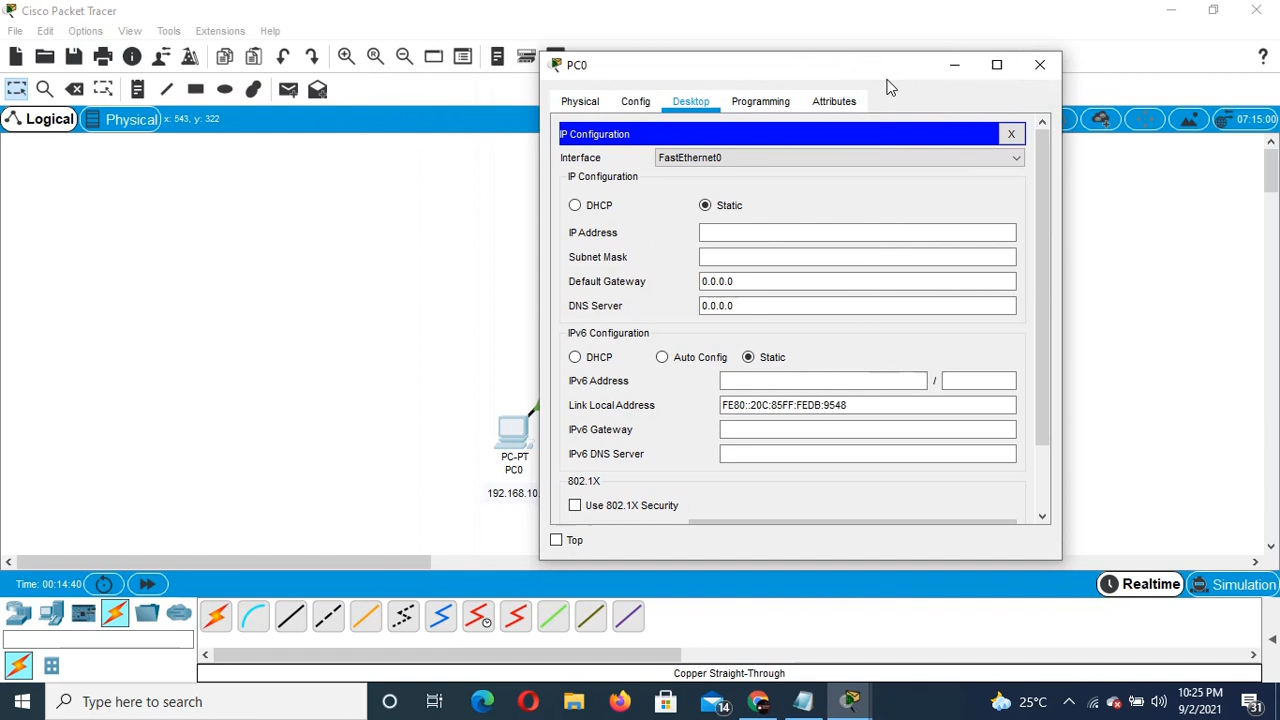 Cisco Packet Tracer
File Edit Options View Tools Extensions Help
Logical Physical x: 543, y: 322
07:15:00
PC0
Physical Config Desktop Programming Attributes
IP Configuration X
Interface FastEthernet0
IP Configuration
DHCP Static
IP Address
Subnet Mask
Default Gateway 0.0.0.0
DNS Server 0.0.0.0
IPv6 Configuration
DHCP Auto Config Static
IPv6 Address /
Link Local Address FE80::20C:85FF:FEDB:9548
IPv6 Gateway
IPv6 DNS Server
802.1X
Use 802.1X Security
Top
PC-PT
PC0
192.168.10.
Time: 00:14:40 Realtime Simulation
Copper Straight-Through
Type here to search
14
25°C
10:25 PM
9/2/2021
31